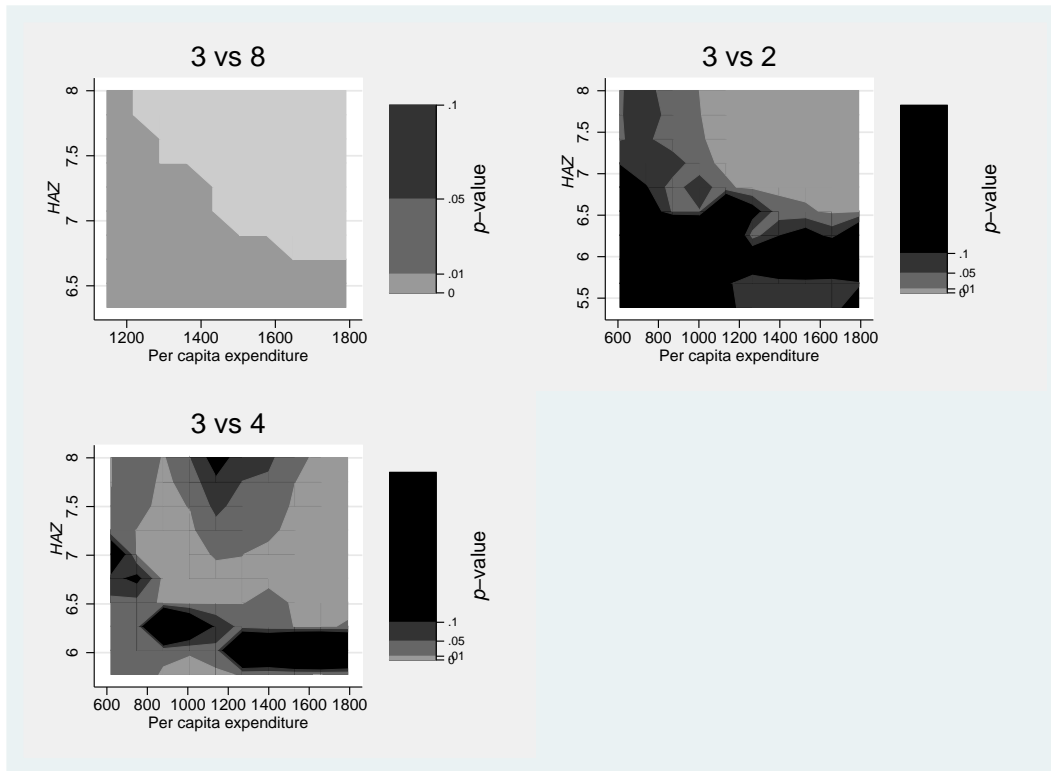 3 vs 8
HAZ
8
7.5
7
6.5
1200 1400 1600 1800
Per capita expenditure
.1
.05
.01
0
p–value
3 vs 2
HAZ
8
7.5
7
6.5
6
5.5
600 800 1000 1200 1400 1600 1800
Per capita expenditure
.1
.05
.01
0
p–value
3 vs 4
HAZ
8
7.5
7
6.5
6
600 800 1000 1200 1400 1600 1800
Per capita expenditure
.1
.05
.01
0
p–value